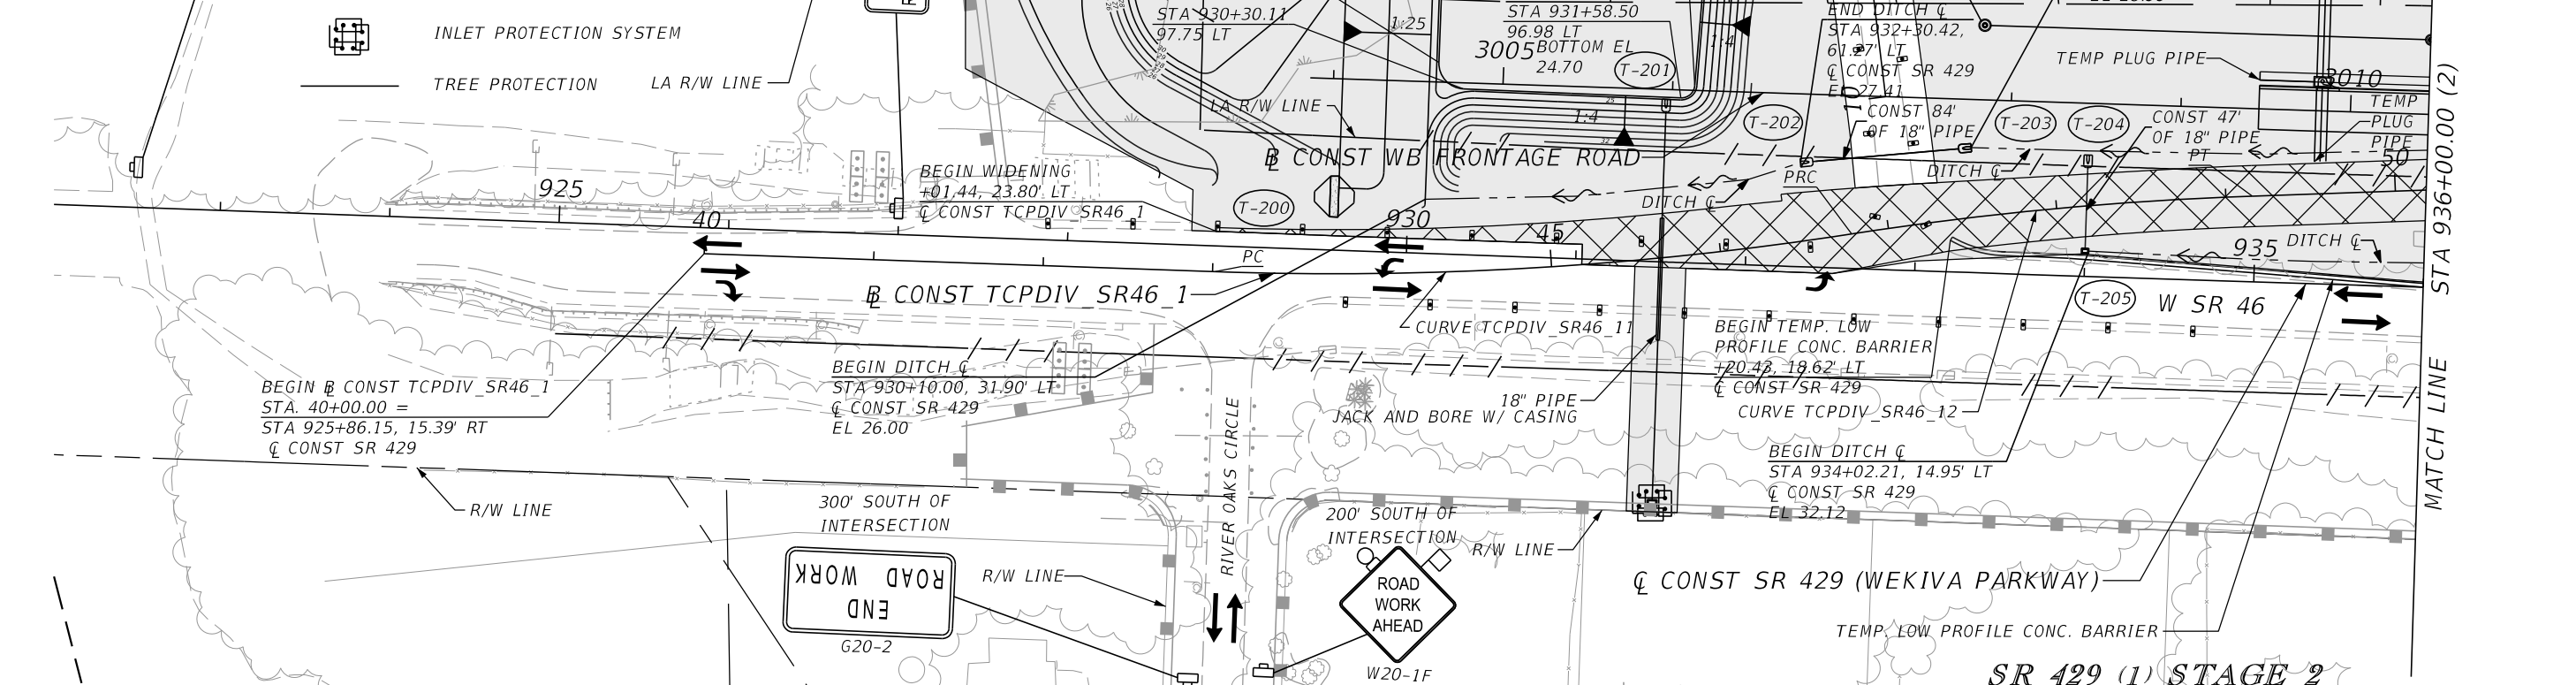 INLET PROTECTION SYSTEM
TREE PROTECTION
LA R/W LINE
STA 930+30.11
97.75 LT
1:25
STA 931+58.50
96.98 LT
3005
BOTTOM EL
24.70
T-201
1:4
END DITCH ℄
STA 932+30.42,
61.27' LT
℄ CONST SR 429
EL 27.41
10
CONST 84'
OF 18" PIPE
TEMP PLUG PIPE
3010
TEMP
PLUG
PIPE
50
LA R/W LINE
1:4
T-202
T-203
T-204
CONST 47'
OF 18" PIPE
PT
B CONST WB FRONTAGE ROAD
BEGIN WIDENING
+01.44, 23.80' LT
℄ CONST TCPDIV_SR46_1
T-200
DITCH ℄
PRC
DITCH ℄
925
40
930
45
935
DITCH ℄
PC
B CONST TCPDIV_SR46_1
T-205
W SR 46
CURVE TCPDIV_SR46_11
BEGIN TEMP. LOW
PROFILE CONC. BARRIER
+20.43, 18.62' LT
℄ CONST SR 429
BEGIN B CONST TCPDIV_SR46_1
STA. 40+00.00 =
STA 925+86.15, 15.39' RT
℄ CONST SR 429
BEGIN DITCH ℄
STA 930+10.00, 31.90' LT
℄ CONST SR 429
EL 26.00
18" PIPE
JACK AND BORE W/ CASING
CURVE TCPDIV_SR46_12
BEGIN DITCH ℄
STA 934+02.21, 14.95' LT
℄ CONST SR 429
EL 32.12
RIVER OAKS CIRCLE
R/W LINE
300' SOUTH OF
INTERSECTION
200' SOUTH OF
INTERSECTION
R/W LINE
END
ROAD WORK
G20-2
R/W LINE
ROAD
WORK
AHEAD
W20-1F
℄ CONST SR 429 (WEKIVA PARKWAY)
TEMP. LOW PROFILE CONC. BARRIER
MATCH LINE STA 936+00.00 (2)
SR 429 (1) STAGE 2